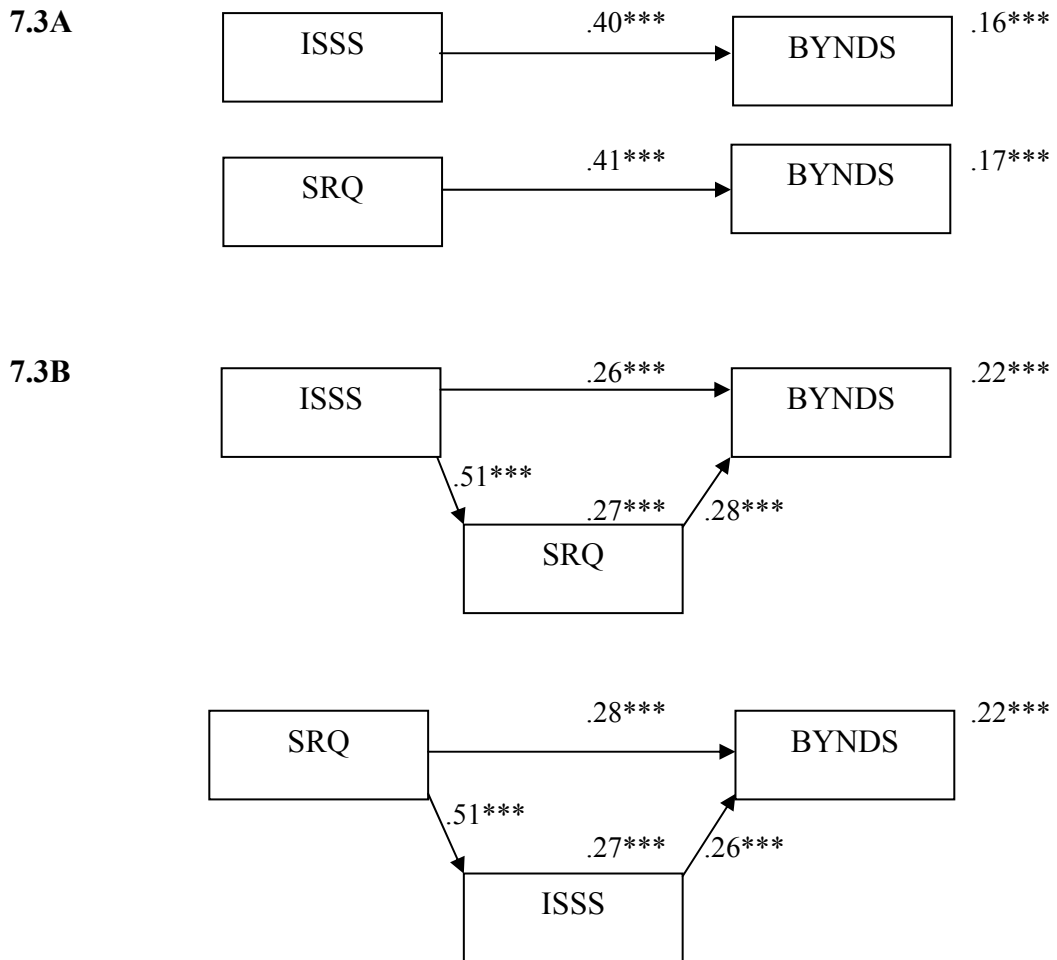 7.3A
ISSS .40*** BYNDS .16***
SRQ .41*** BYNDS .17***
7.3B
ISSS .26*** BYNDS .22***
.51*** .27*** .28***
SRQ
SRQ .28*** BYNDS .22***
.51*** .27*** .26***
ISSS